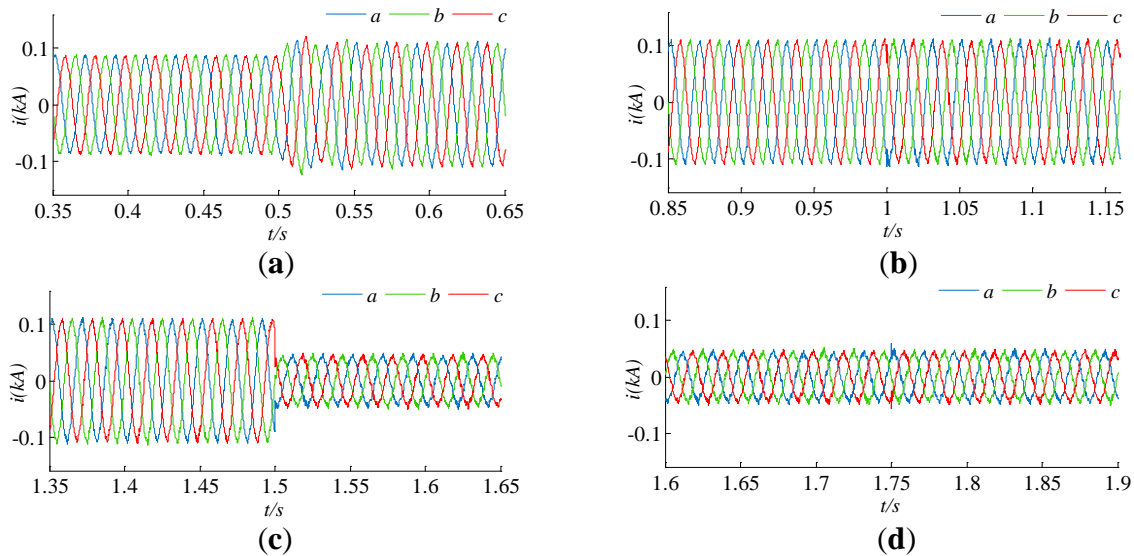 a b c
0.1
0
-0.1
i(kA)
0.35 0.4 0.45 0.5 0.55 0.6 0.65
t/s
(a)
a b c
0.1
0
-0.1
i(kA)
0.85 0.9 0.95 1 1.05 1.1 1.15
t/s
(b)
a b c
0.1
0
-0.1
i(kA)
1.35 1.4 1.45 1.5 1.55 1.6 1.65
t/s
(c)
a b c
0.1
0
-0.1
i(kA)
1.6 1.65 1.7 1.75 1.8 1.85 1.9
t/s
(d)